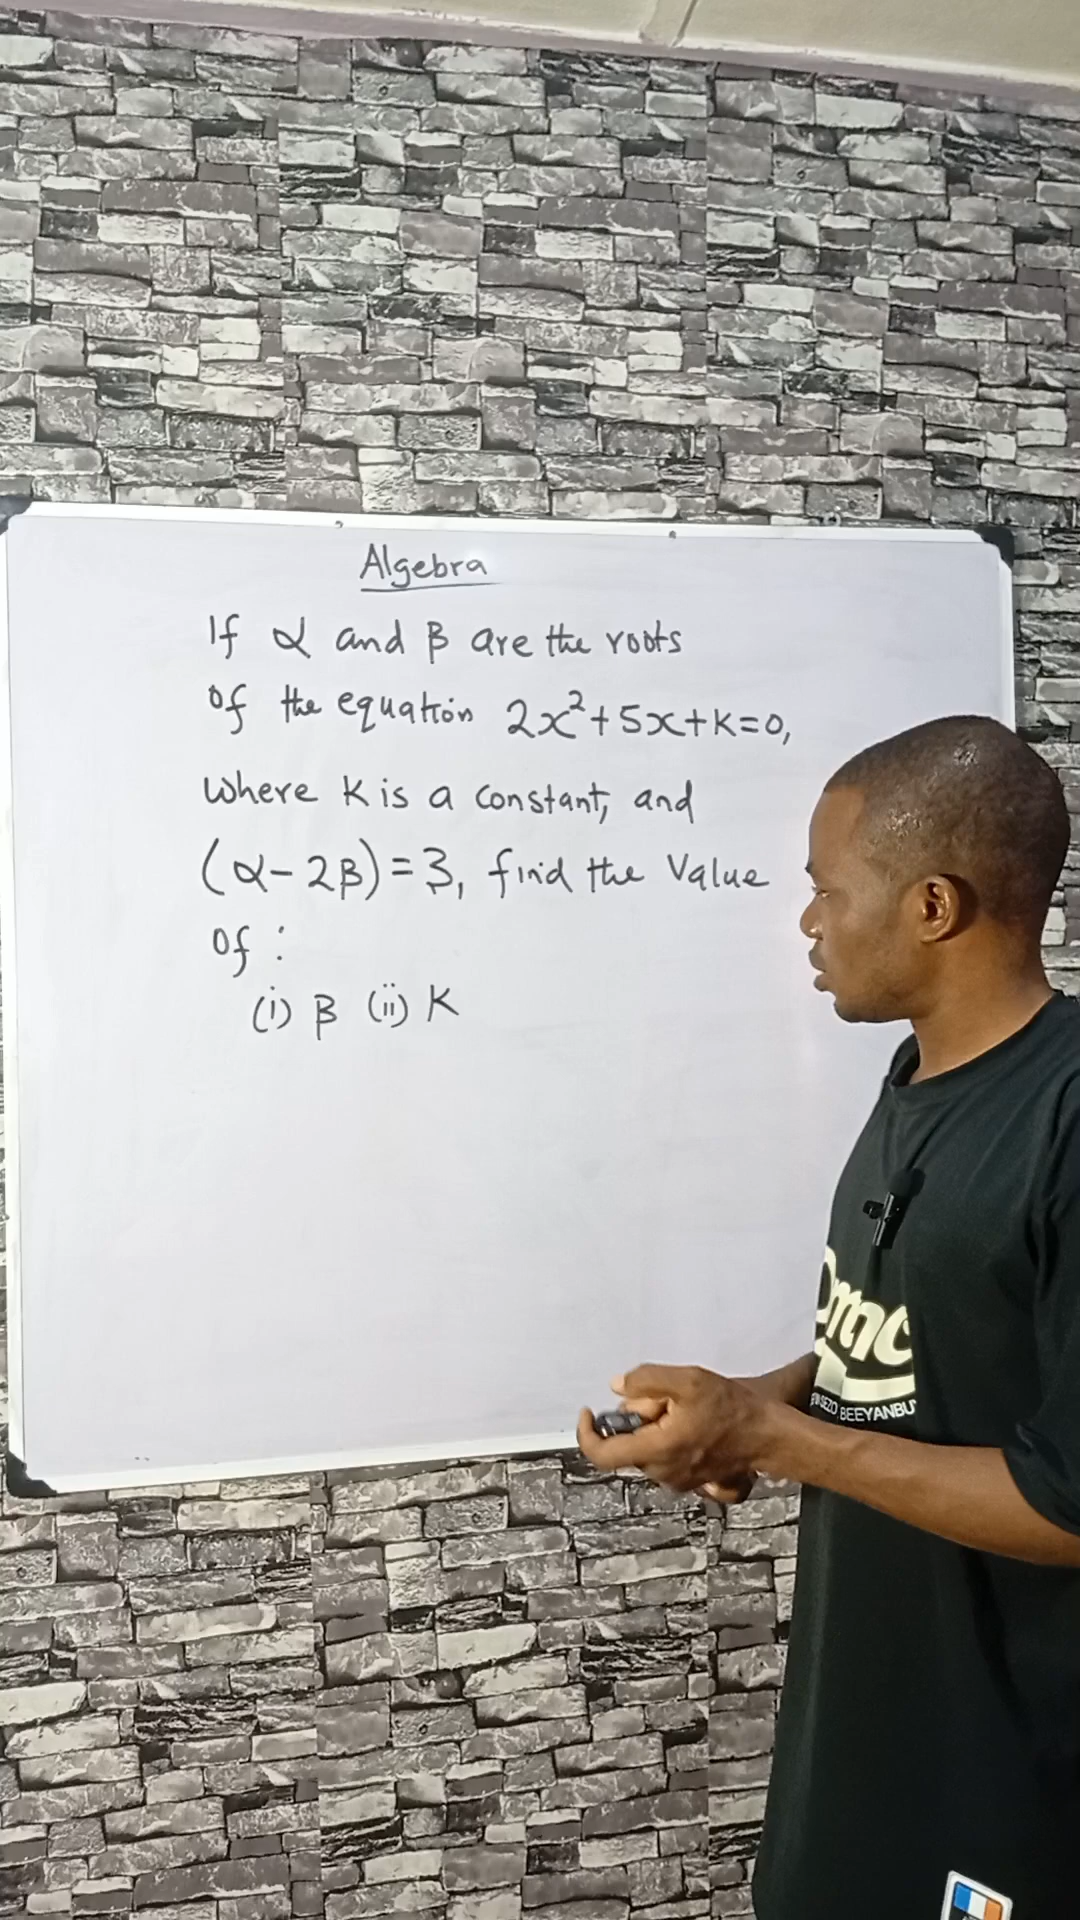 Algebra
If α and β are the roots
of the equation 2x²+5x+K=0,
where K is a constant, and
(α-2β)=3, find the value
of :
(i) β (ii) K
BEEYANBU